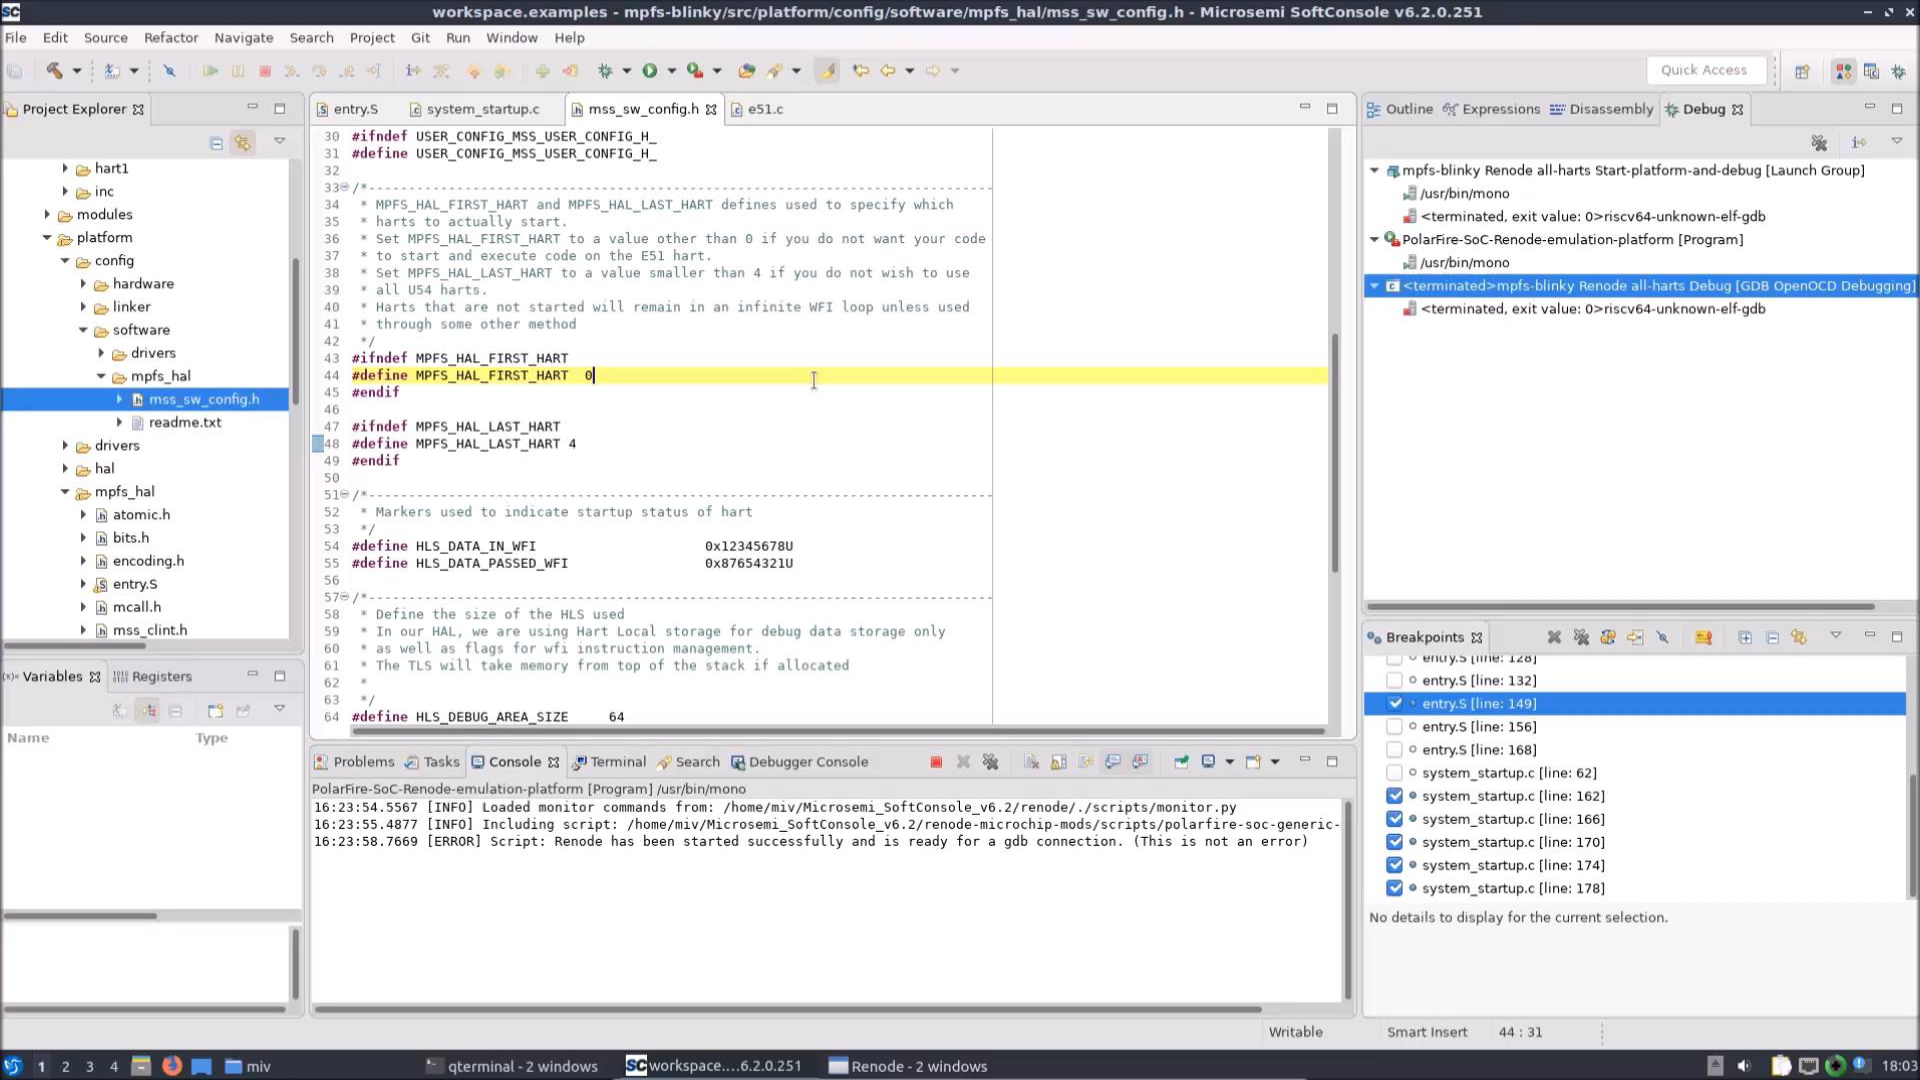 SC workspace.examples - mpfs-blinky/src/platform/config/software/mpfs_hal/mss_sw_config.h - Microsemi SoftConsole v6.2.0.251
File Edit Source Refactor Navigate Search Project Git Run Window Help
Quick Access
Project Explorer
hart1
inc
modules
platform
config
hardware
linker
software
drivers
mpfs_hal
mss_sw_config.h
readme.txt
drivers
hal
mpfs_hal
atomic.h
bits.h
encoding.h
entry.S
mcall.h
mss_clint.h
(x)= Variables Registers
Name Type
entry.S system_startup.c mss_sw_config.h e51.c
30 #ifndef USER_CONFIG_MSS_USER_CONFIG_H_
31 #define USER_CONFIG_MSS_USER_CONFIG_H_
32
33 /*------------------------------------------------------------------------------
34 * MPFS_HAL_FIRST_HART and MPFS_HAL_LAST_HART defines used to specify which
35 * harts to actually start.
36 * Set MPFS_HAL_FIRST_HART to a value other than 0 if you do not want your code
37 * to start and execute code on the E51 hart.
38 * Set MPFS_HAL_LAST_HART to a value smaller than 4 if you do not wish to use
39 * all U54 harts.
40 * Harts that are not started will remain in an infinite WFI loop unless used
41 * through some other method
42 */
43 #ifndef MPFS_HAL_FIRST_HART
44 #define MPFS_HAL_FIRST_HART 0
45 #endif
46
47 #ifndef MPFS_HAL_LAST_HART
48 #define MPFS_HAL_LAST_HART 4
49 #endif
50
51 /*------------------------------------------------------------------------------
52 * Markers used to indicate startup status of hart
53 */
54 #define HLS_DATA_IN_WFI 0x12345678U
55 #define HLS_DATA_PASSED_WFI 0x87654321U
56
57 /*------------------------------------------------------------------------------
58 * Define the size of the HLS used
59 * In our HAL, we are using Hart Local storage for debug data storage only
60 * as well as flags for wfi instruction management.
61 * The TLS will take memory from top of the stack if allocated
62 *
63 */
64 #define HLS_DEBUG_AREA_SIZE 64
Problems Tasks Console Terminal Search Debugger Console
PolarFire-SoC-Renode-emulation-platform [Program] /usr/bin/mono
16:23:54.5567 [INFO] Loaded monitor commands from: /home/miv/Microsemi_SoftConsole_v6.2/renode/./scripts/monitor.py
16:23:55.4877 [INFO] Including script: /home/miv/Microsemi_SoftConsole_v6.2/renode-microchip-mods/scripts/polarfire-soc-generic-
16:23:58.7669 [ERROR] Script: Renode has been started successfully and is ready for a gdb connection. (This is not an error)
Outline Expressions Disassembly Debug
mpfs-blinky Renode all-harts Start-platform-and-debug [Launch Group]
/usr/bin/mono
<terminated, exit value: 0>riscv64-unknown-elf-gdb
PolarFire-SoC-Renode-emulation-platform [Program]
/usr/bin/mono
<terminated>mpfs-blinky Renode all-harts Debug [GDB OpenOCD Debugging]
<terminated, exit value: 0>riscv64-unknown-elf-gdb
Breakpoints
entry.S [line: 128]
entry.S [line: 132]
entry.S [line: 149]
entry.S [line: 156]
entry.S [line: 168]
system_startup.c [line: 62]
system_startup.c [line: 162]
system_startup.c [line: 166]
system_startup.c [line: 170]
system_startup.c [line: 174]
system_startup.c [line: 178]
No details to display for the current selection.
Writable Smart Insert 44 : 31
1 2 3 4 miv qterminal - 2 windows SC workspace....6.2.0.251 Renode - 2 windows 18:03